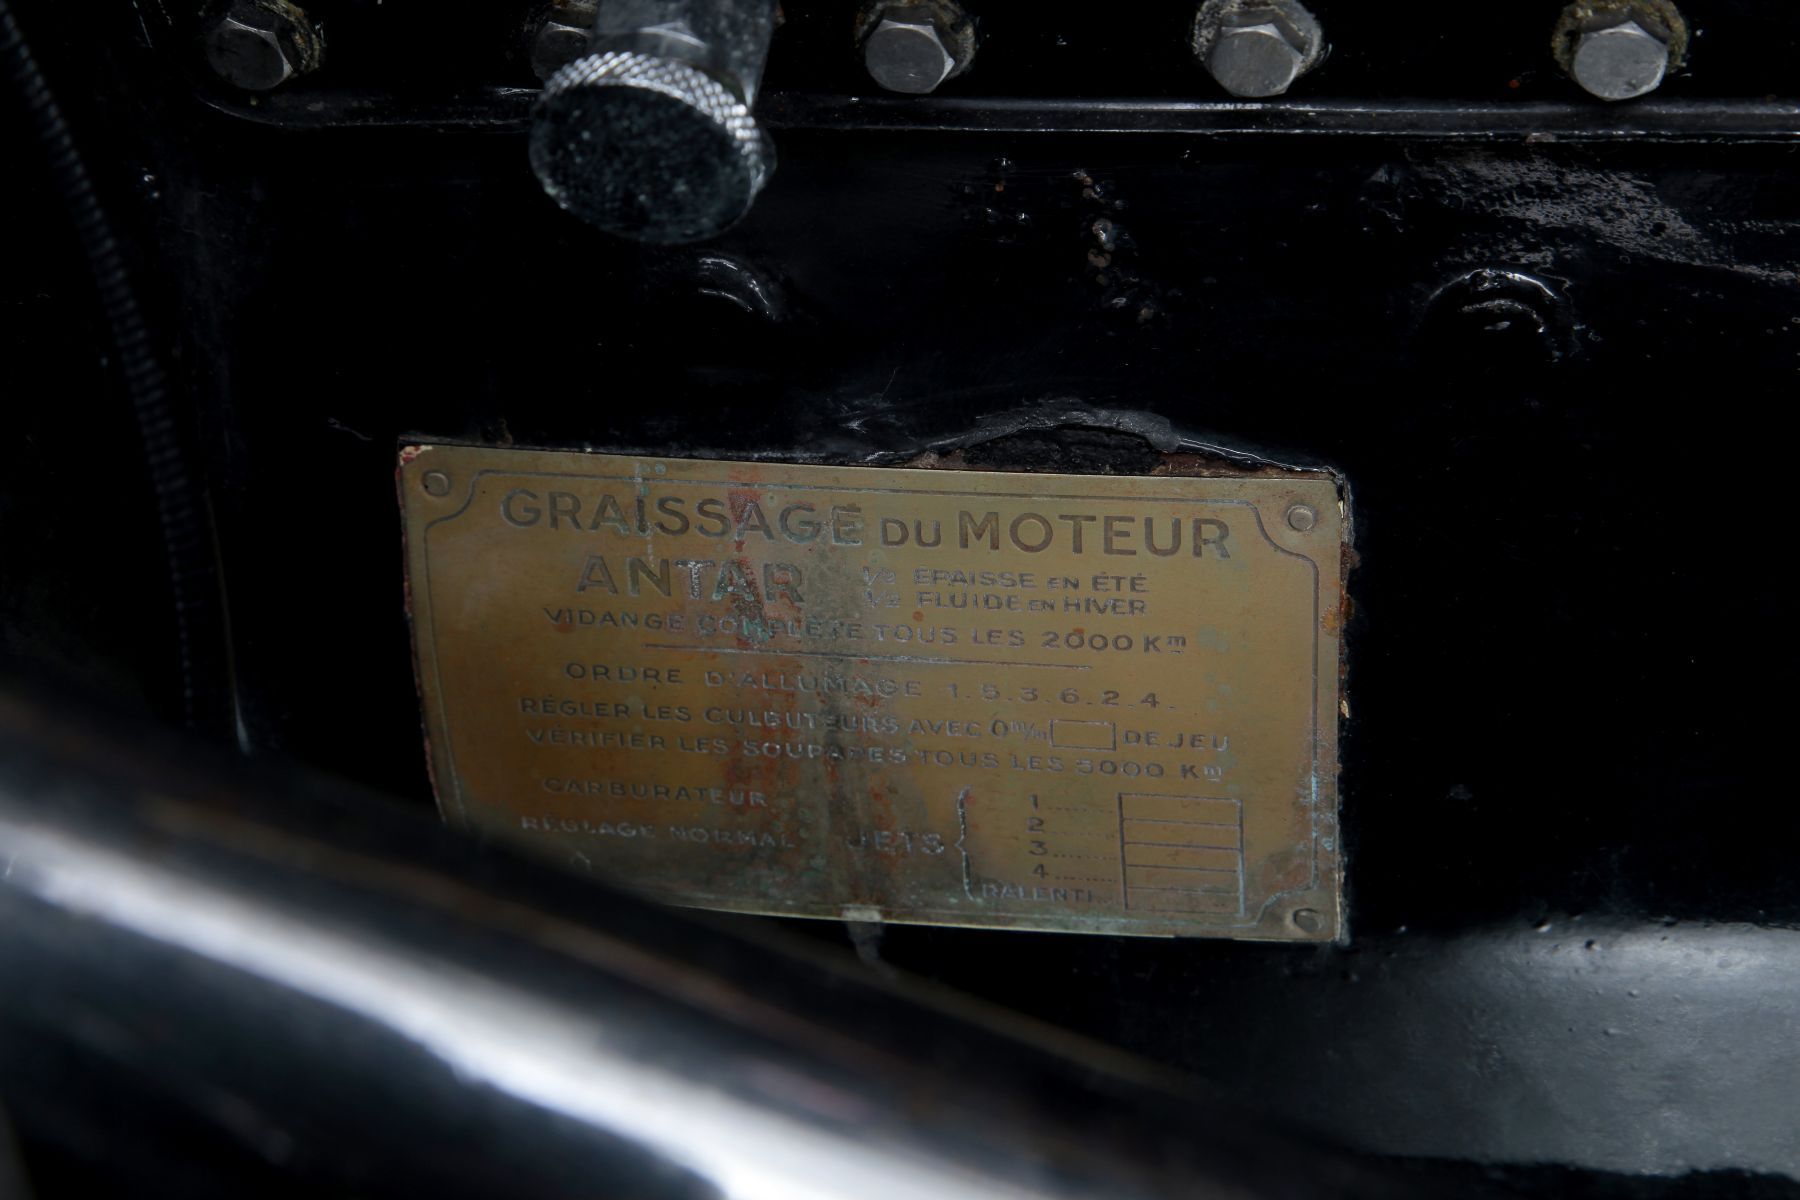 GRAISSAGE DU MOTEUR
ANTAR 1/2 ÉPAISSE EN ÉTÉ
1/2 FLUIDE EN HIVER
VIDANGE COMPLÈTE TOUS LES 2000 Km
ORDRE D'ALLUMAGE 1.5.3.6.2.4.
RÉGLER LES CULBUTEURS AVEC 0m/m DE JEU
VÉRIFIER LES SOUPAPES TOUS LES 5000 Km
CARBURATEUR
RÉGLAGE NORMAL JETS
1........
2........
3........
4........
RALENTI...